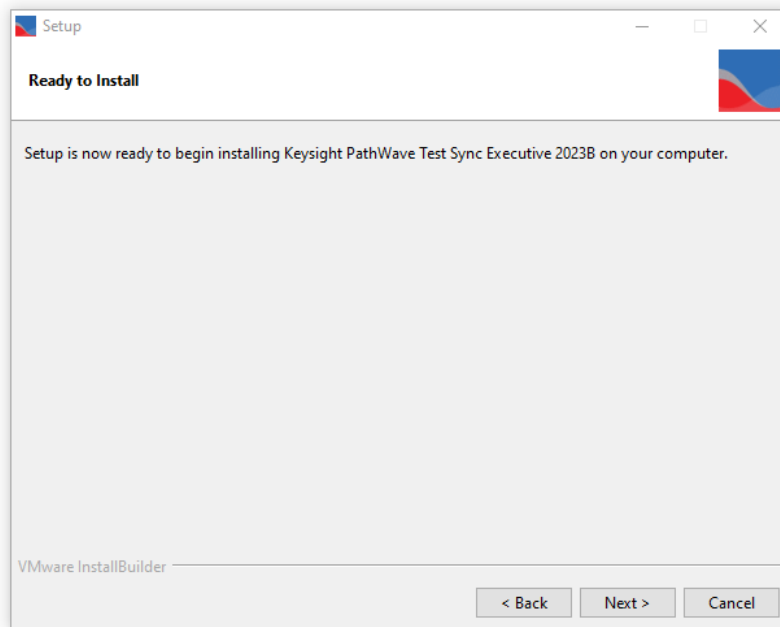 Setup
Ready to Install
Setup is now ready to begin installing Keysight PathWave Test Sync Executive 2023B on your computer.
VMware InstallBuilder
< Back
Next >
Cancel